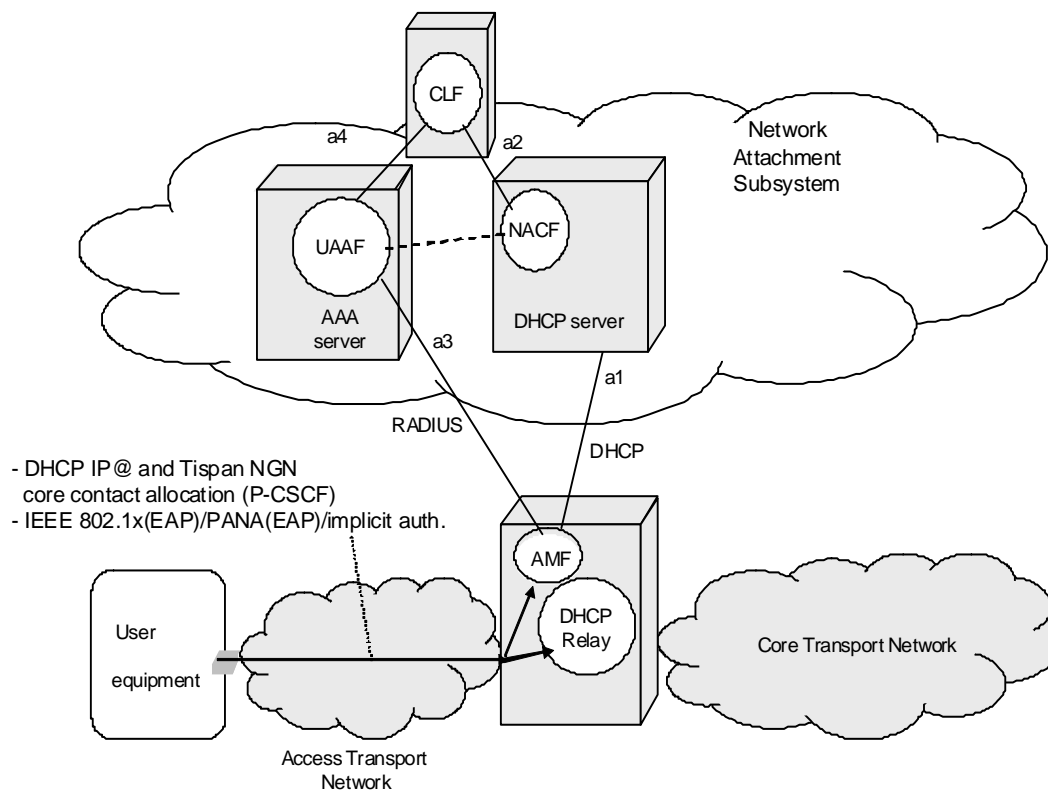 CLF
a4
a2
Network
Attachment
Subsystem
UAAF
NACF
AAA
server
DHCP server
a3
a1
RADIUS
DHCP
- DHCP IP@ and Tispan NGN
core contact allocation (P-CSCF)
- IEEE 802.1x(EAP)/PANA(EAP)/implicit auth.
AMF
DHCP
Relay
User
equipment
Core Transport Network
Access Transport
Network